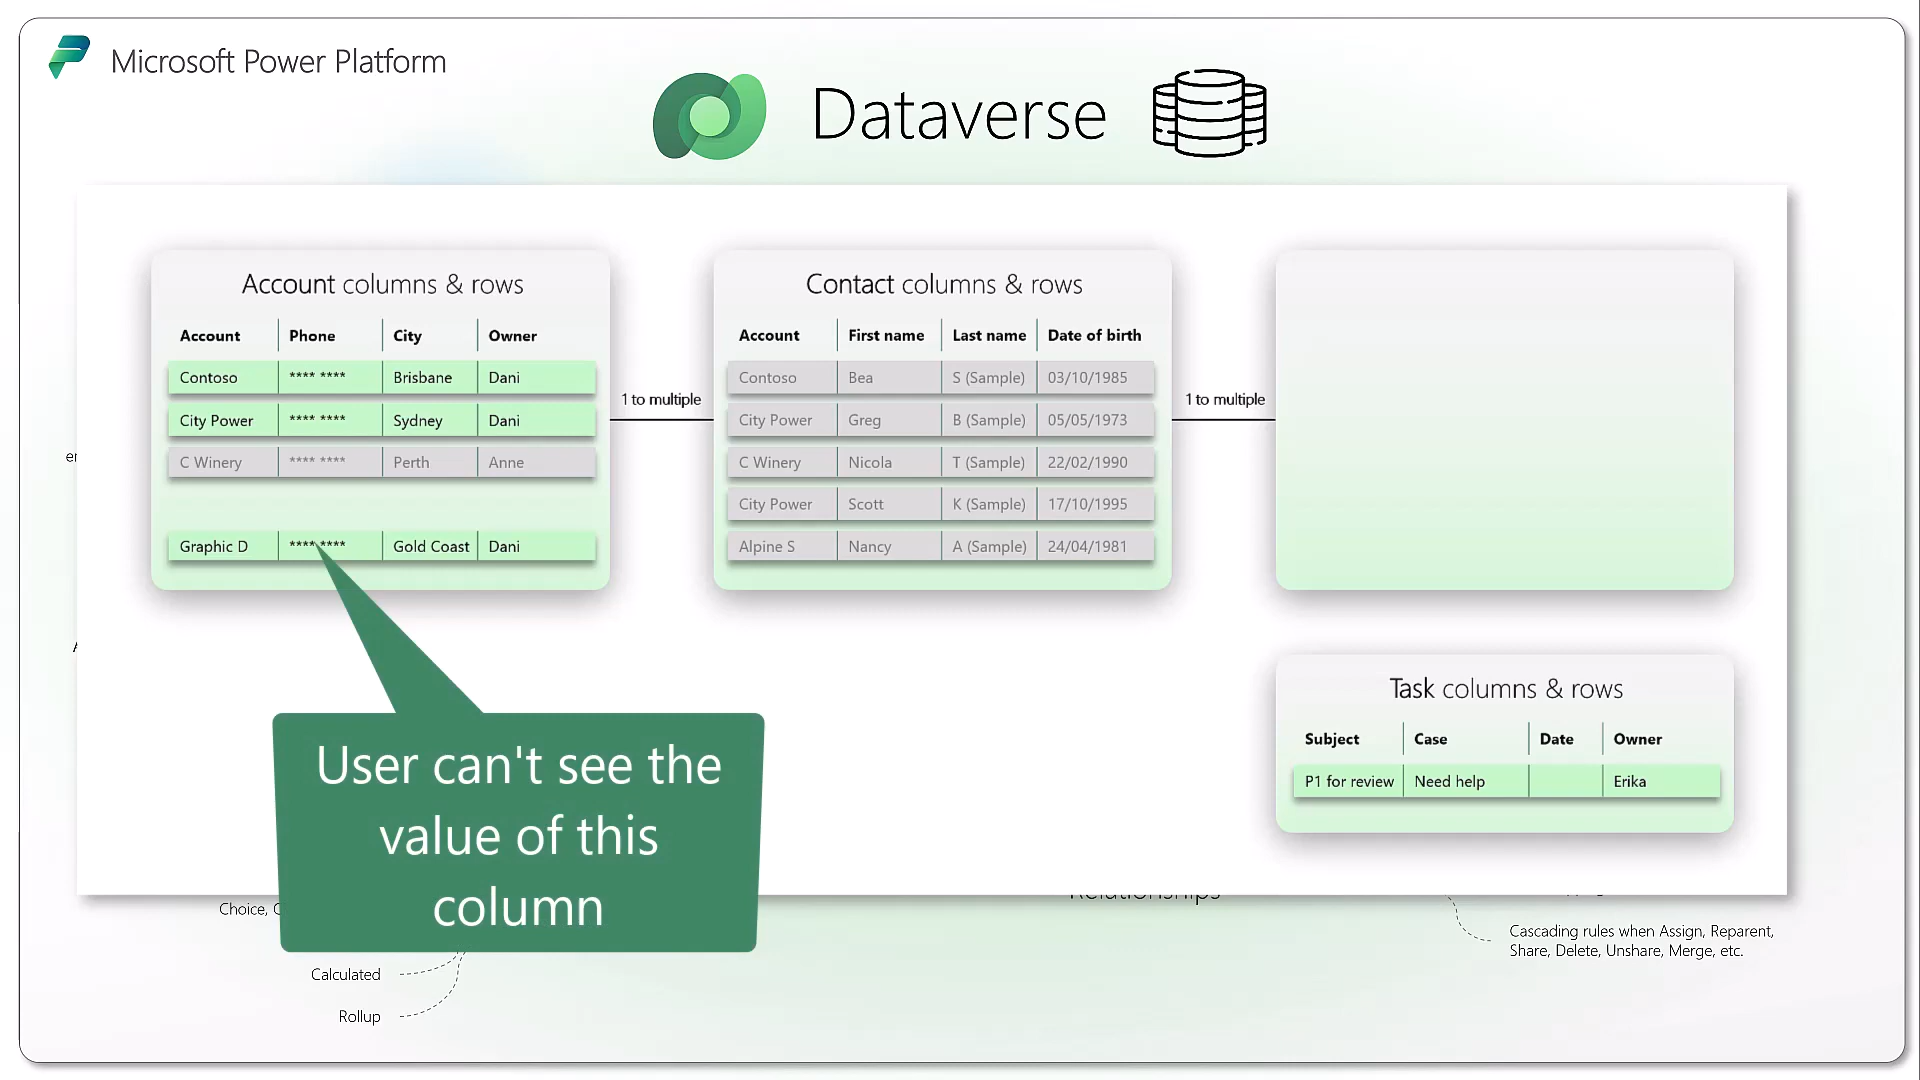 Microsoft Power Platform
Dataverse
Account columns & rows
Account Phone City Owner
Contoso **** **** Brisbane Dani
City Power **** **** Sydney Dani
C Winery **** **** Perth Anne
Graphic D **** **** Gold Coast Dani
1 to multiple
Contact columns & rows
Account First name Last name Date of birth
Contoso Bea S (Sample) 03/10/1985
City Power Greg B (Sample) 05/05/1973
C Winery Nicola T (Sample) 22/02/1990
City Power Scott K (Sample) 17/10/1995
Alpine S Nancy A (Sample) 24/04/1981
1 to multiple
Task columns & rows
Subject Case Date Owner
P1 for review Need help Erika
User can't see the
value of this
column
Choice,
Calculated
Rollup
Relationships
Cascading rules when Assign, Reparent,
Share, Delete, Unshare, Merge, etc.